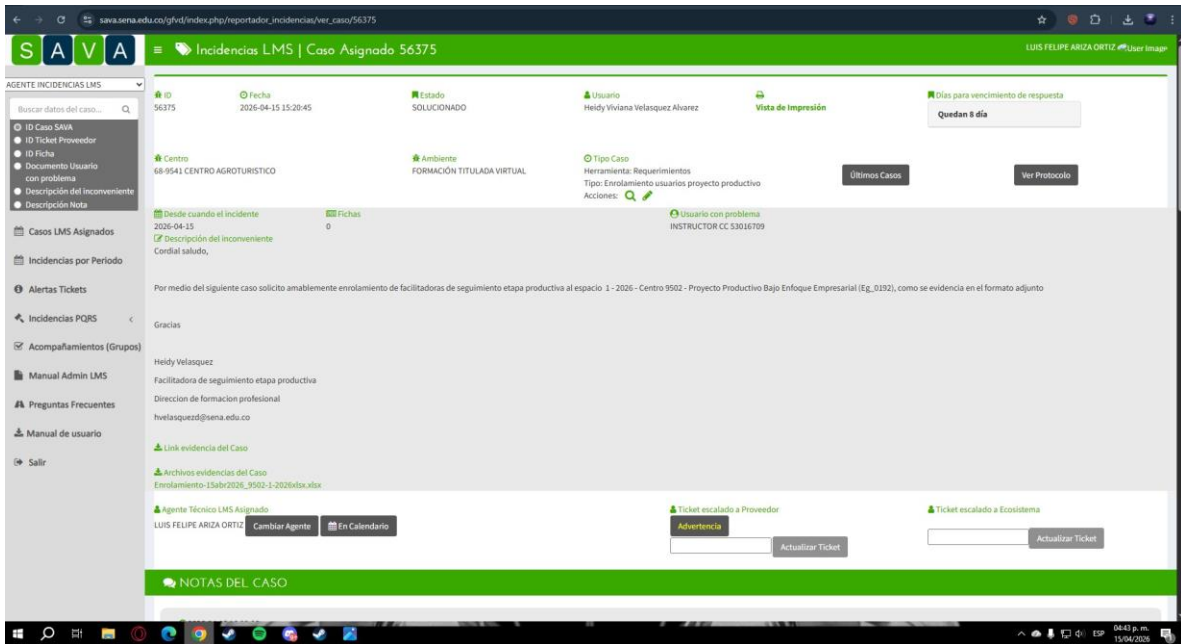 sava.sena.edu.co/gfvd/index.php/reportador_incidencias/ver_caso/56375
SAVA
Incidencias LMS | Caso Asignado 56375
LUIS FELIPE ARIZA ORTIZ User Image
AGENTE INCIDENCIAS LMS
Buscar datos del caso...
ID Caso SAVA
ID Ticket Proveedor
ID Ficha
Documento Usuario
con problema
Descripción del inconveniente
Descripción Nota
Casos LMS Asignados
Incidencias por Periodo
Alertas Tickets
Incidencias PQRS
Acompañamientos (Grupos)
Manual Admin LMS
Preguntas Frecuentes
Manual de usuario
Salir
ID
56375
Fecha
2026-04-15 15:20:45
Estado
SOLUCIONADO
Usuario
Heidy Viviana Velasquez Alvarez
Vista de Impresión
Días para vencimiento de respuesta
Quedan 8 día
Centro
68-9541 CENTRO AGROTURISTICO
Ambiente
FORMACIÓN TITULADA VIRTUAL
Tipo Caso
Herramienta: Requerimientos
Tipo: Enrolamiento usuarios proyecto productivo
Acciones:
Últimos Casos
Ver Protocolo
Desde cuando el incidente
2026-04-15
Fichas
0
Usuario con problema
INSTRUCTOR CC 53016709
Descripción del inconveniente
Cordial saludo,
Por medio del siguiente caso solicito amablemente enrolamiento de facilitadoras de seguimiento etapa productiva al espacio 1 - 2026 - Centro 9502 - Proyecto Productivo Bajo Enfoque Empresarial (Eg_0192), como se evidencia en el formato adjunto
Gracias
Heidy Velasquez
Facilitadora de seguimiento etapa productiva
Direccion de formacion profesional
hvelasquezd@sena.edu.co
Link evidencia del Caso
Archivos evidencias del Caso
Enrolamiento-15abr2026_9502-1-2026xlsx.xlsx
Agente Técnico LMS Asignado
LUIS FELIPE ARIZA ORTIZ Cambiar Agente En Calendario
Ticket escalado a Proveedor
Advertencia
Actualizar Ticket
Ticket escalado a Ecosistema
Actualizar Ticket
NOTAS DEL CASO
ESP
04:43 p. m.
15/04/2026